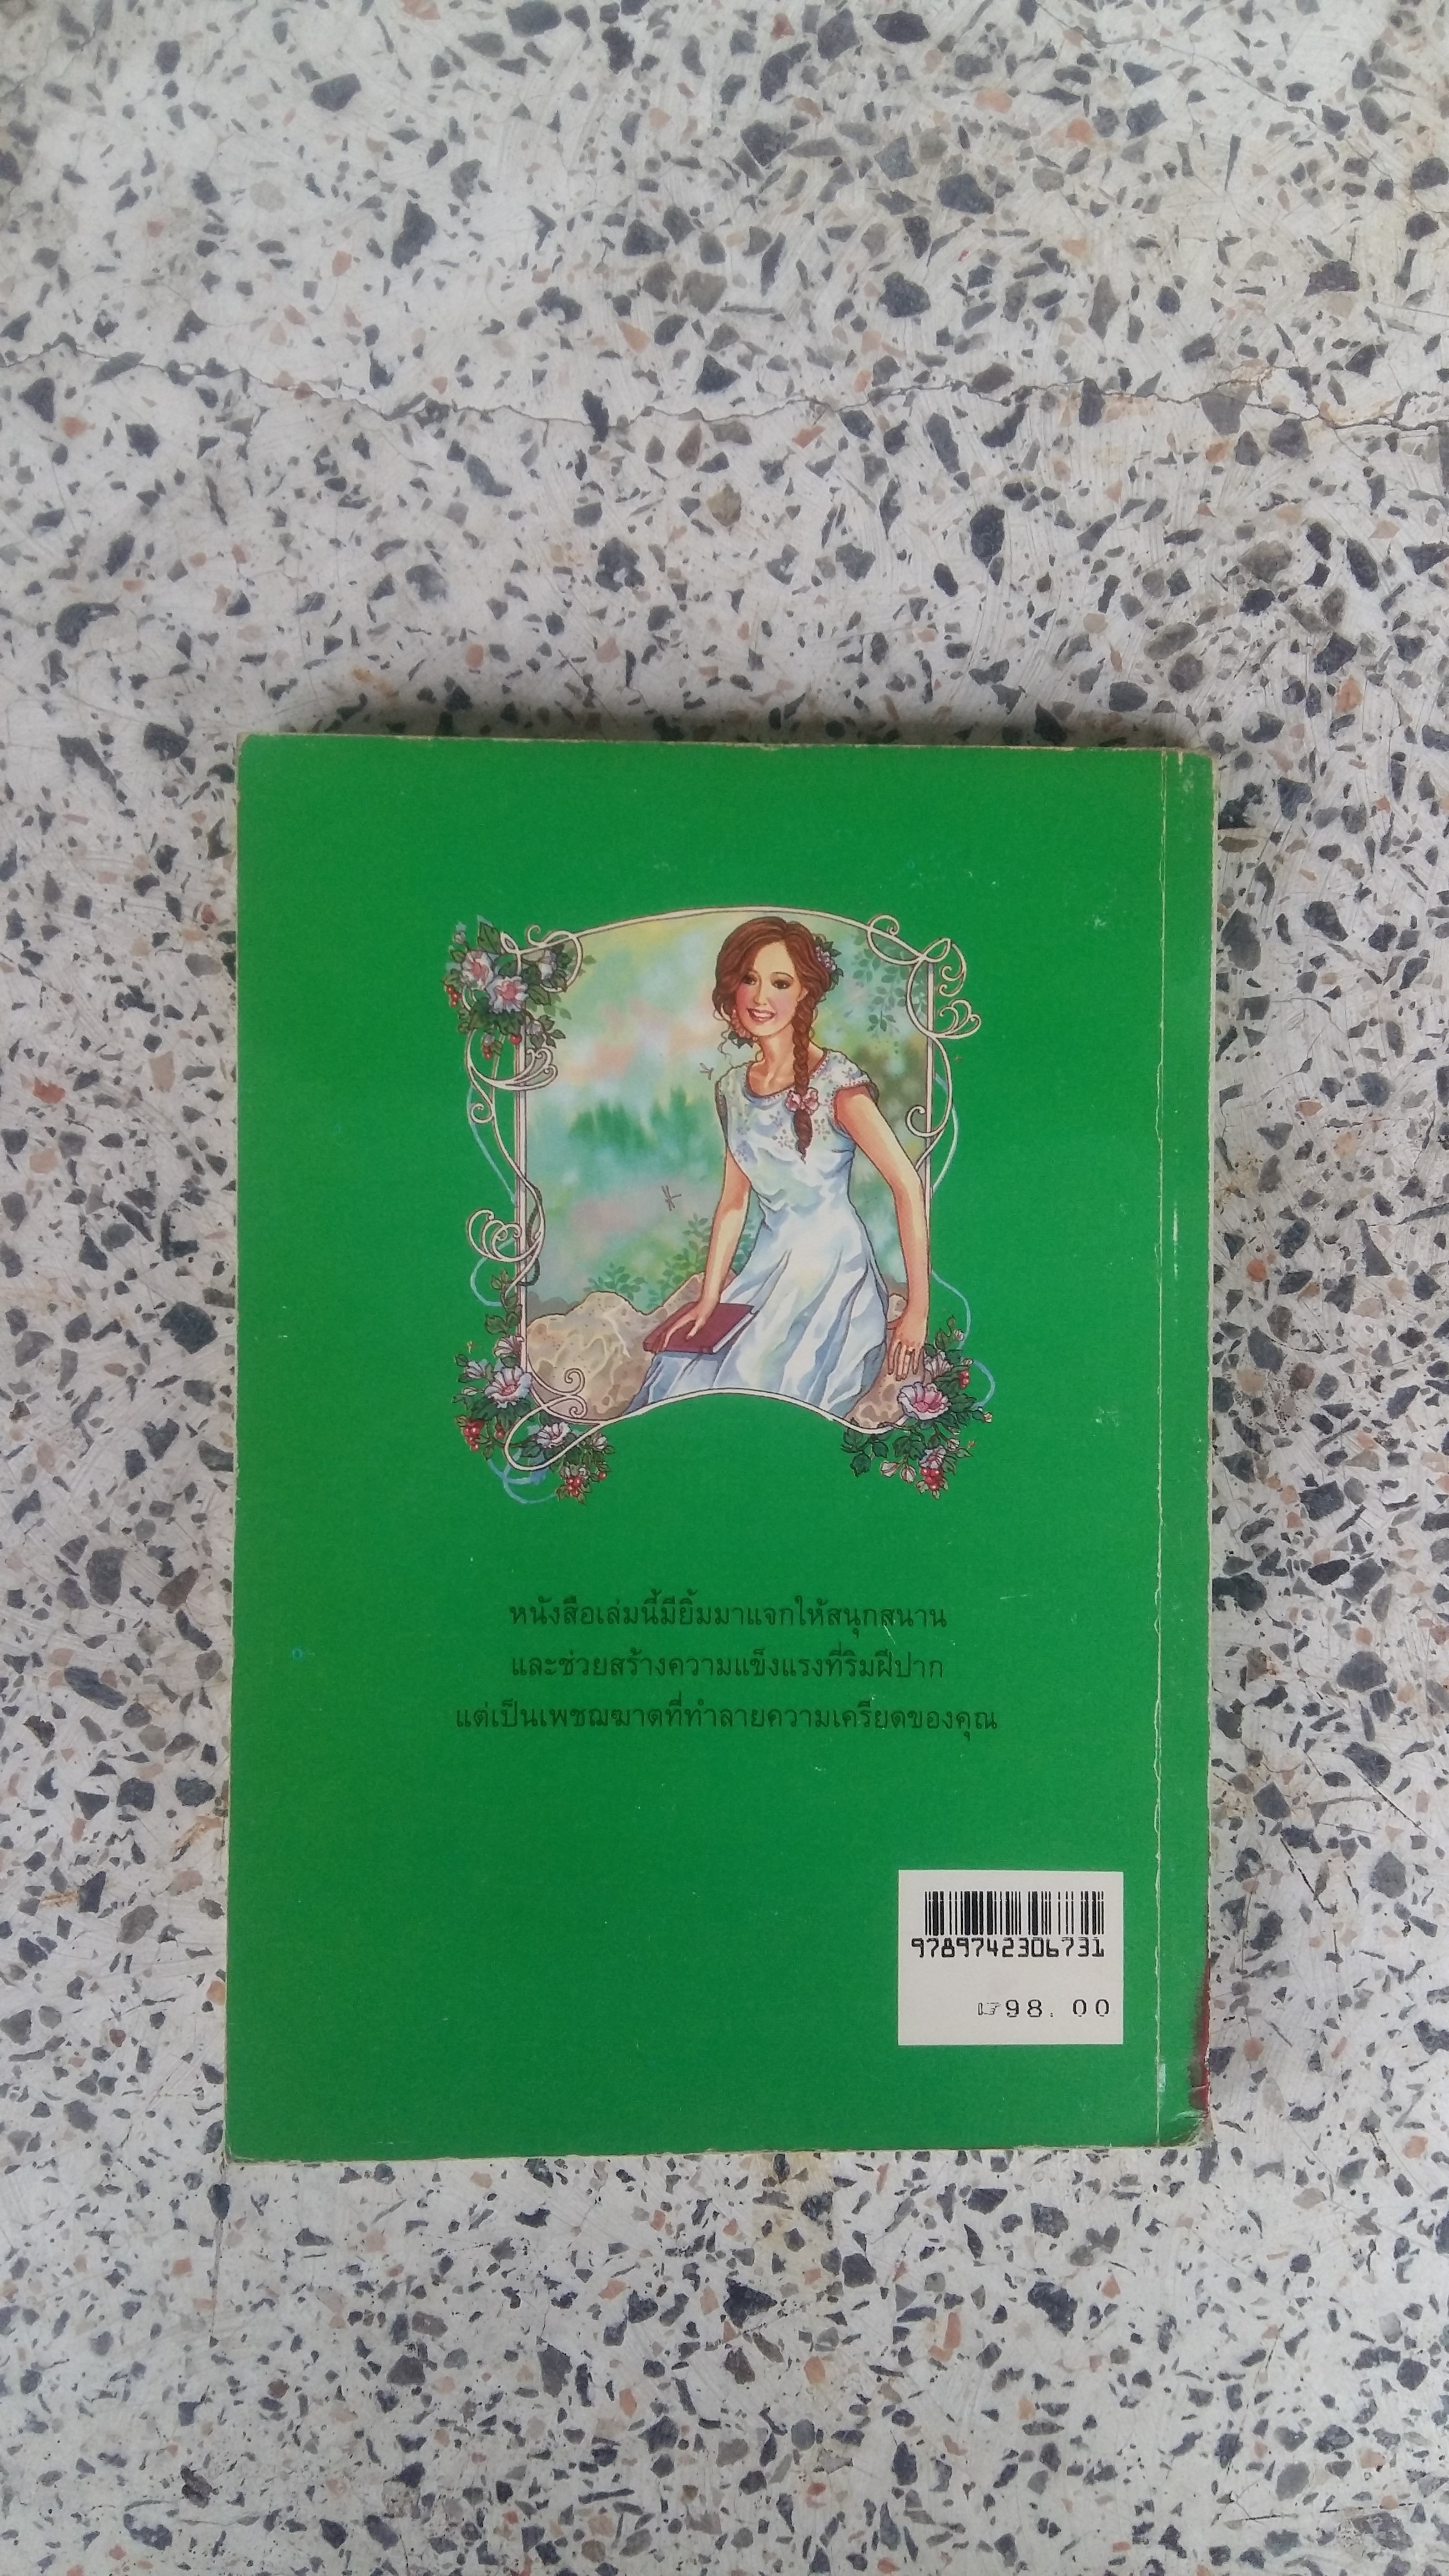 หนังสือเล่มนี้มียิ้มมาแจกให้สนุกสนาน
และช่วยสร้างความแข็งแรงที่ริมฝีปาก
แต่เป็นเพชฌฆาตที่ทำลายความเครียดของคุณ
9789742306731
98.00